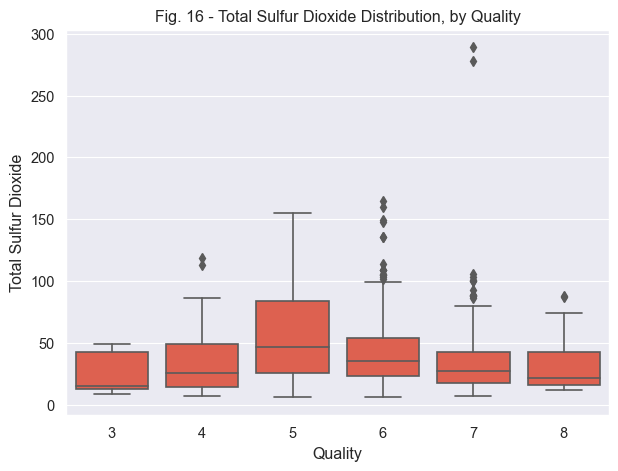 Fig. 16 - Total Sulfur Dioxide Distribution, by Quality
300
250
200
150
100
50
0
Total Sulfur Dioxide
3 4 5 6 7 8
Quality